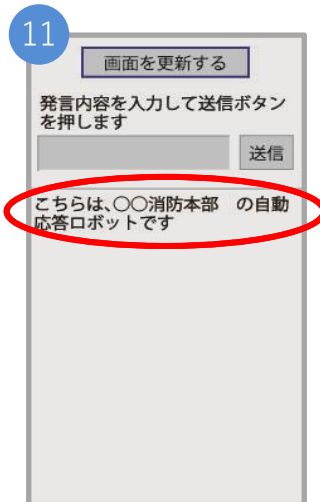 11
画面を更新する
発言内容を入力して送信ボタン
を押します
送信
こちらは、〇〇消防本部　の自動
応答ロボットです